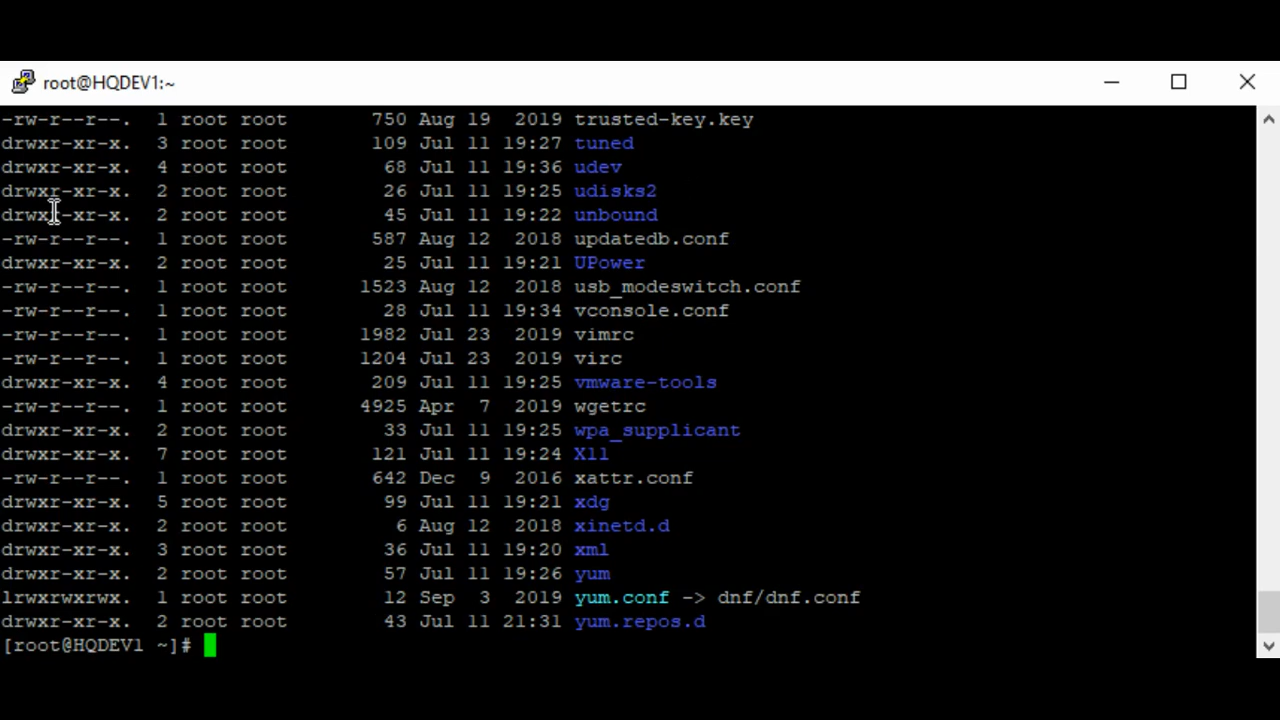 root@HQDEV1:~
-rw-r--r--.  1 root root       750 Aug 19  2019 trusted-key.key
drwxr-xr-x.  3 root root       109 Jul 11 19:27 tuned
drwxr-xr-x.  4 root root        68 Jul 11 19:36 udev
drwxr-xr-x.  2 root root        26 Jul 11 19:25 udisks2
drwxr-xr-x.  2 root root        45 Jul 11 19:22 unbound
-rw-r--r--.  1 root root       587 Aug 12  2018 updatedb.conf
drwxr-xr-x.  2 root root        25 Jul 11 19:21 UPower
-rw-r--r--.  1 root root      1523 Aug 12  2018 usb_modeswitch.conf
-rw-r--r--.  1 root root        28 Jul 11 19:34 vconsole.conf
-rw-r--r--.  1 root root      1982 Jul 23  2019 vimrc
-rw-r--r--.  1 root root      1204 Jul 23  2019 virc
drwxr-xr-x.  4 root root       209 Jul 11 19:25 vmware-tools
-rw-r--r--.  1 root root      4925 Apr  7  2019 wgetrc
drwxr-xr-x.  2 root root        33 Jul 11 19:25 wpa_supplicant
drwxr-xr-x.  7 root root       121 Jul 11 19:24 X11
-rw-r--r--.  1 root root       642 Dec  9  2016 xattr.conf
drwxr-xr-x.  5 root root        99 Jul 11 19:21 xdg
drwxr-xr-x.  2 root root         6 Aug 12  2018 xinetd.d
drwxr-xr-x.  3 root root        36 Jul 11 19:20 xml
drwxr-xr-x.  2 root root        57 Jul 11 19:26 yum
lrwxrwxrwx.  1 root root        12 Sep  3  2019 yum.conf -> dnf/dnf.conf
drwxr-xr-x.  2 root root        43 Jul 11 21:31 yum.repos.d
[root@HQDEV1 ~]#